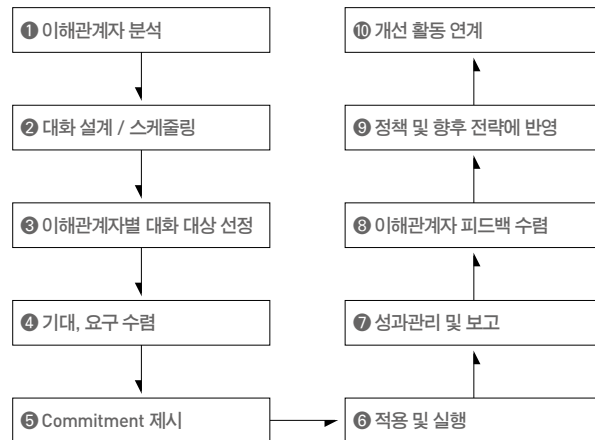 ❶ 이해관계자 분석
❷ 대화 설계 / 스케줄링
❸ 이해관계자별 대화 대상 선정
❹ 기대, 요구 수렴
❺ Commitment 제시
❻ 적용 및 실행
❼ 성과관리 및 보고
❽ 이해관계자 피드백 수렴
❾ 정책 및 향후 전략에 반영
❿ 개선 활동 연계